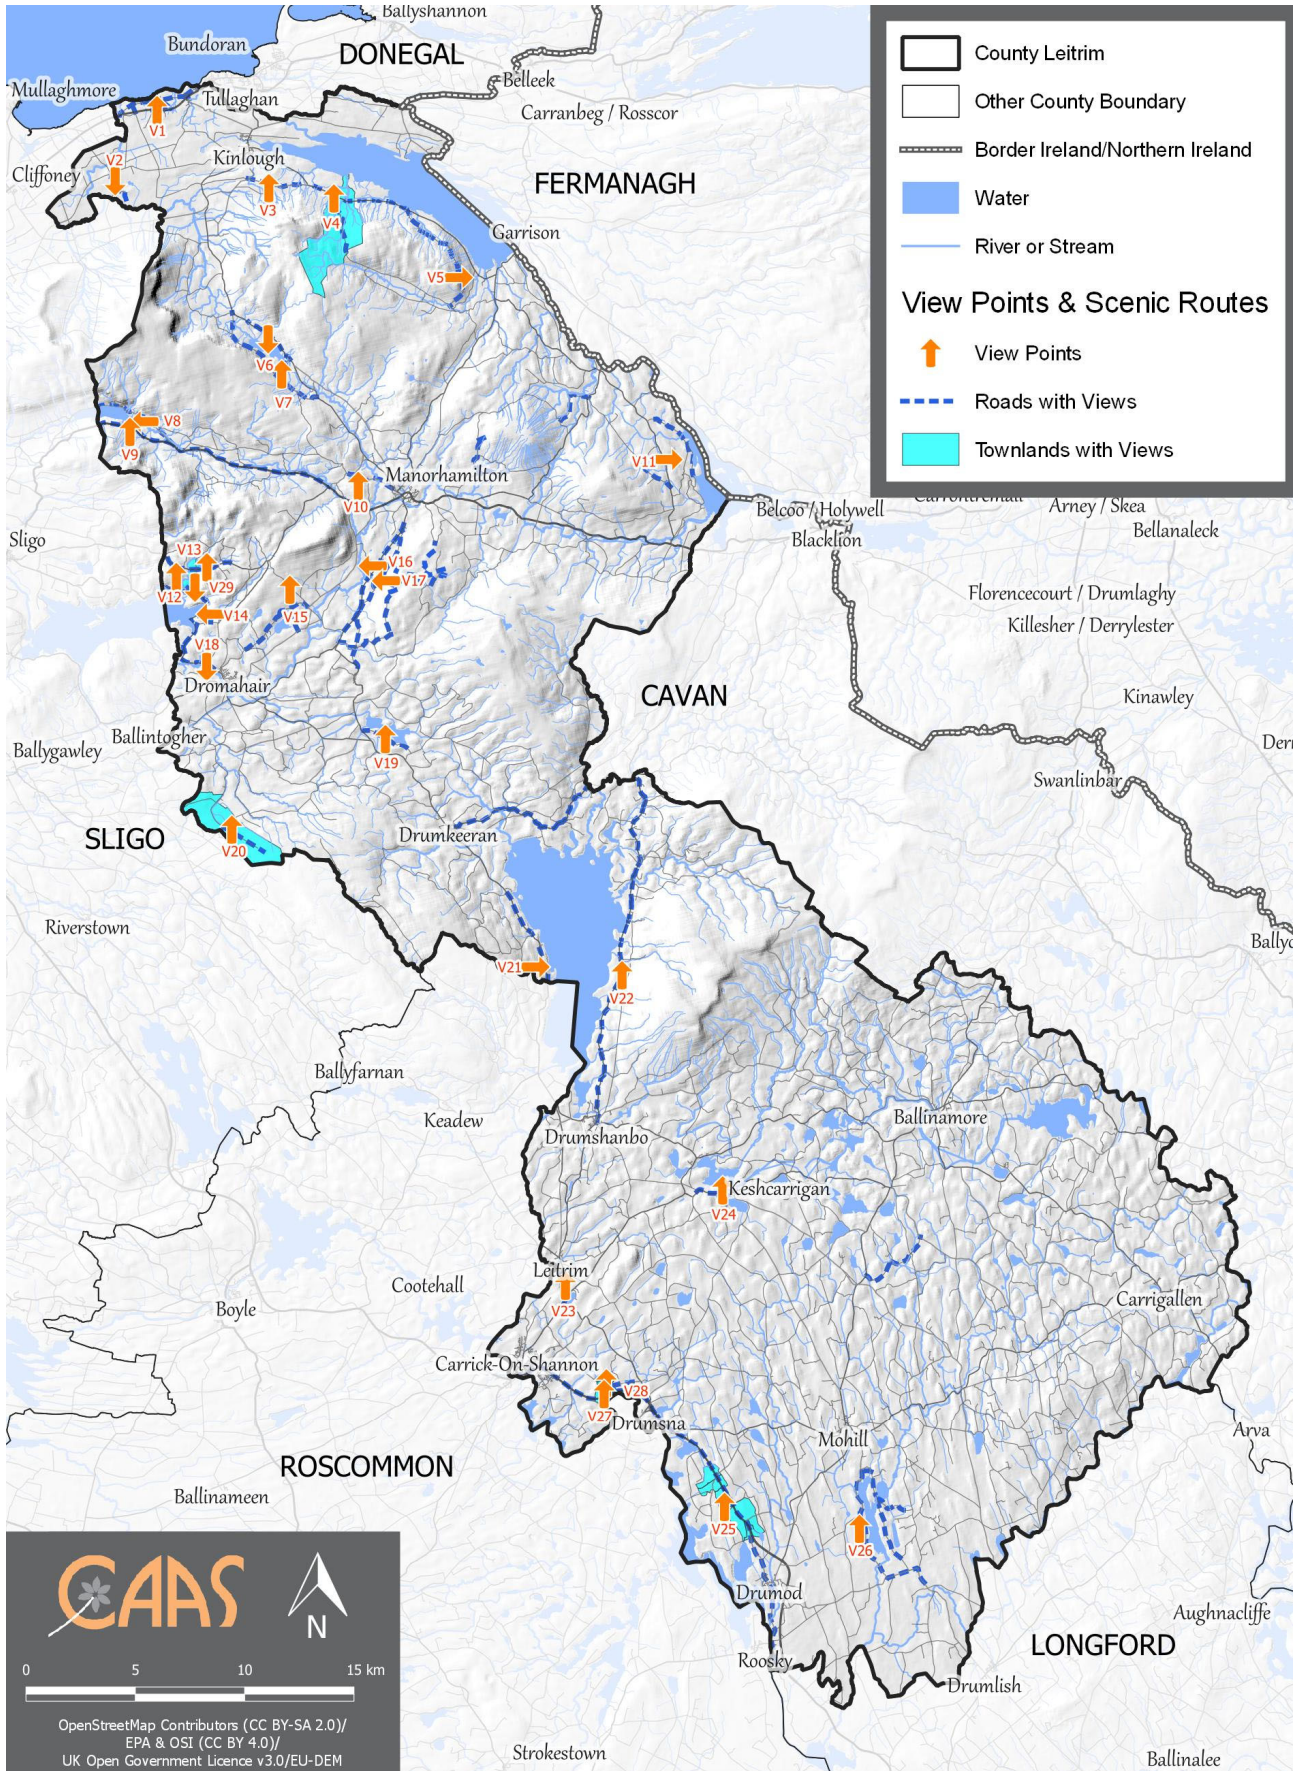 Ballyshannon
Bundoran
DONEGAL
Mullaghmore
Tullaghan
Belleek
Carranbeg / Rosscor
V1
V2
Cliffoney
Kinlough
FERMANAGH
V3
V4
Garrison
V5
V6
V7
V8
V9
V10
Manorhamilton
V11
Belcoo / Holywell
Blacklion
Arney / Skea
Bellanaleck
Sligo
V13
V16
V17
V12
V29
V14
V15
V18
Florencecourt / Drumlaghy
Killesher / Derrylester
Dromahair
CAVAN
Kinawley
Ballintogher
Ballygawley
V19
Derr
Swanlinbar
SLIGO
Drumkeeran
V20
Riverstown
Ballyc
V21
V22
Ballyfarnan
Keadew
Drumshanbo
Ballinamore
Keshcarrigan
V24
Leitrim
Cootehall
V23
Boyle
Carrigallen
Carrick-On-Shannon
V28
V27
Drumsna
Mohill
Arva
ROSCOMMON
Ballinameen
V25
V26
Drumod
Aughnacliffe
Roosky
LONGFORD
Drumlish
Strokestown
Ballinalee
County Leitrim
Other County Boundary
Border Ireland/Northern Ireland
Water
River or Stream
View Points & Scenic Routes
View Points
Roads with Views
Townlands with Views
CAAS
N
0 5 10 15 km
OpenStreetMap Contributors (CC BY-SA 2.0)/
EPA & OSI (CC BY 4.0)/
UK Open Government Licence v3.0/EU-DEM